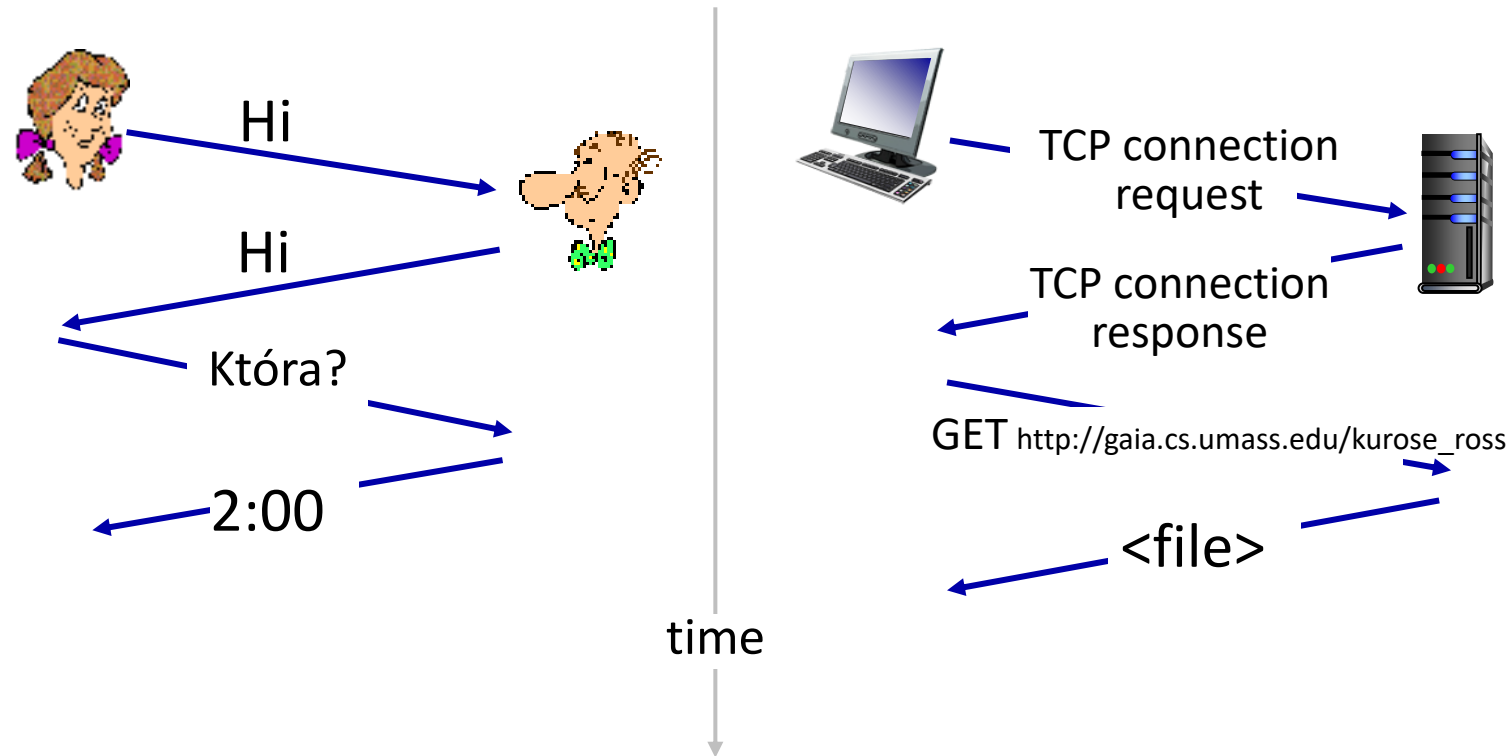 Hi
Hi
Która?
2:00
time
TCP connection
request
TCP connection
response
GET http://gaia.cs.umass.edu/kurose_ross
<file>